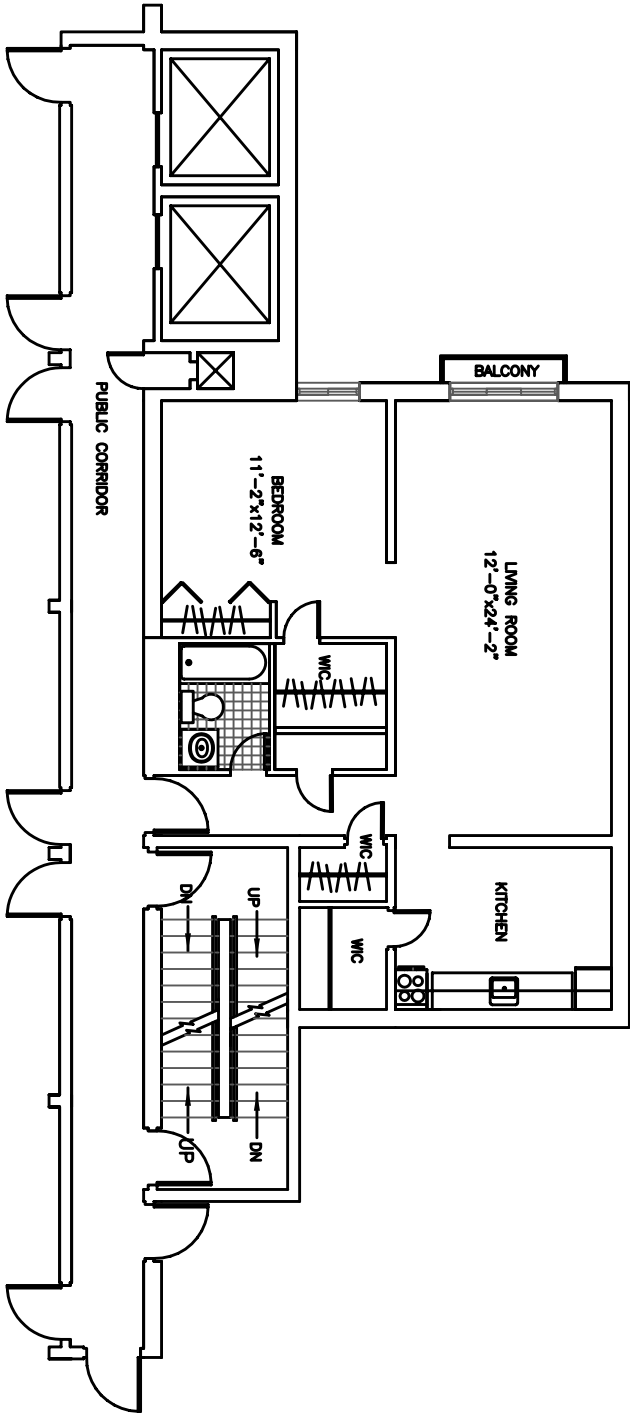 BALCONY
PUBLIC CORRIDOR
BEDROOM
11'-2"x12'-6"
LIVING ROOM
12'-0"x24'-2"
WIC
WIC
KITCHEN
DN
UP
WIC
UP
DN